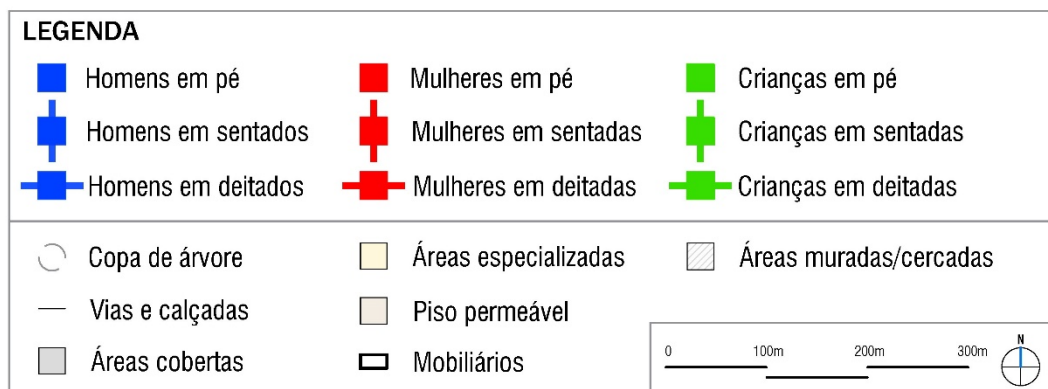 LEGENDA
Homens em pé Mulheres em pé Crianças em pé
Homens em sentados Mulheres em sentadas Crianças em sentadas
Homens em deitados Mulheres em deitadas Crianças em deitadas
Copa de árvore Áreas especializadas Áreas muradas/cercadas
Vias e calçadas Piso permeável
Áreas cobertas Mobiliários
0 100m 200m 300m N